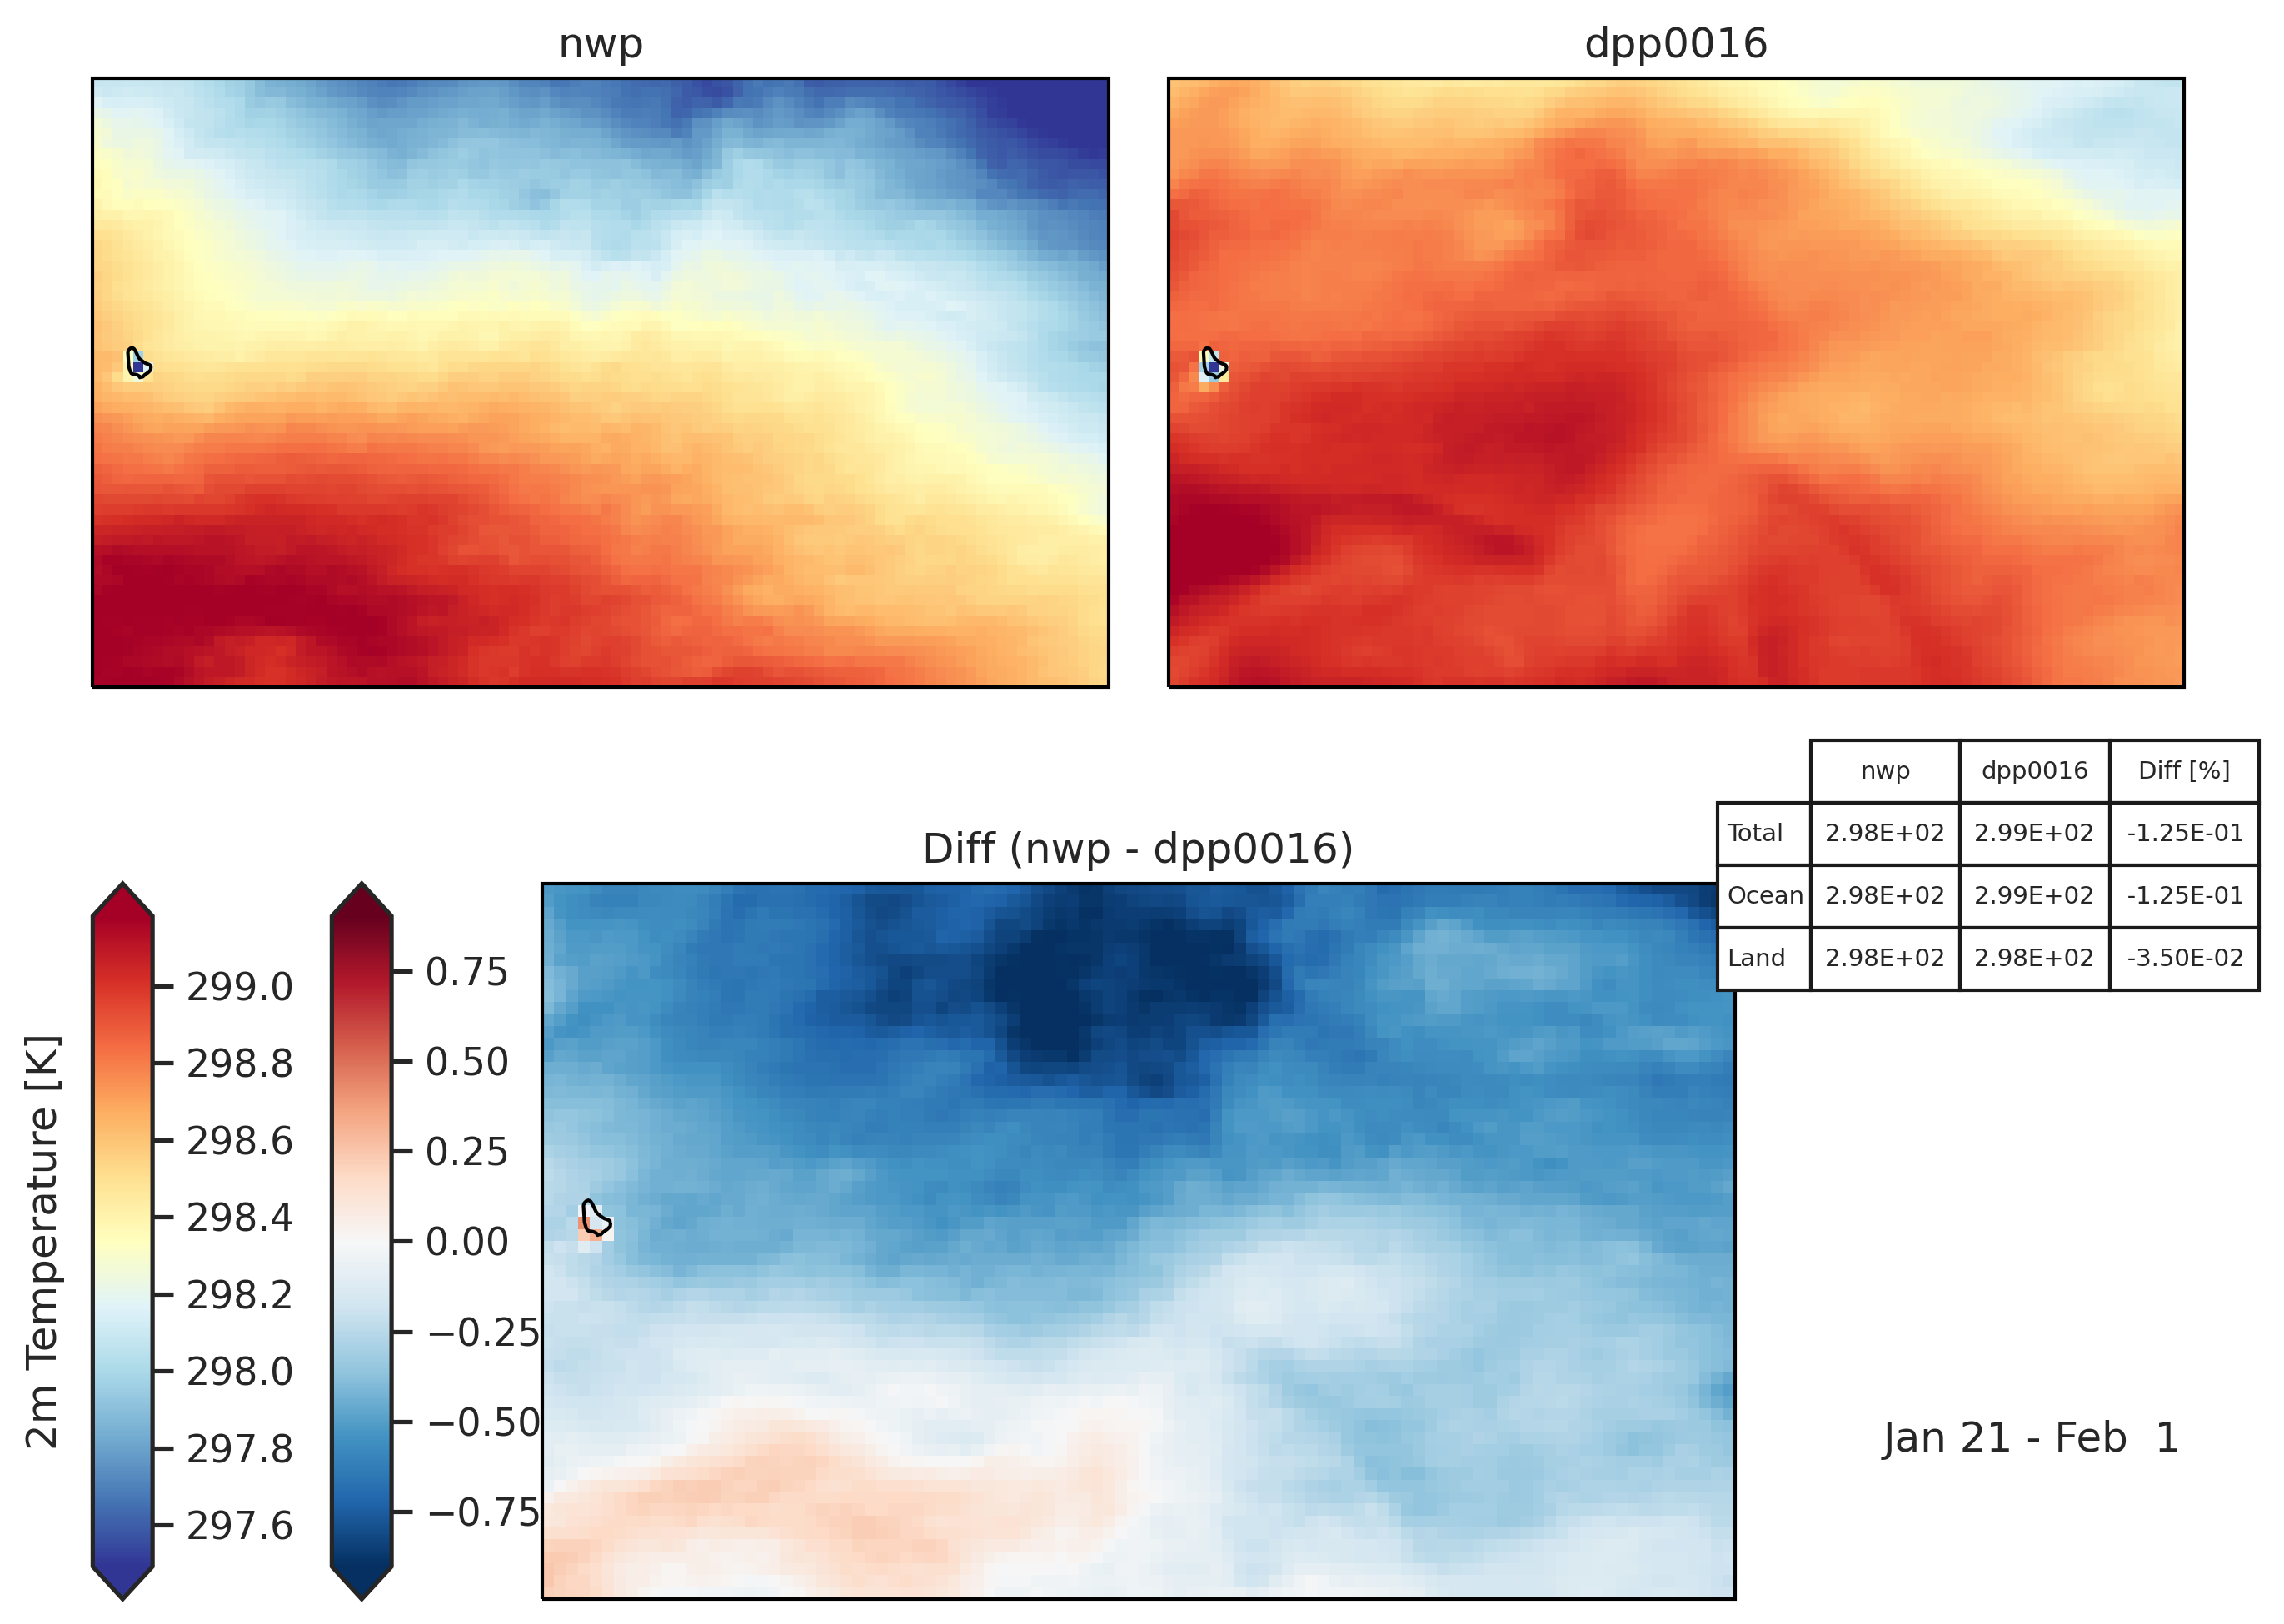 nwp
dpp0016
nwp dpp0016 Diff [%]
Total 2.98E+02 2.99E+02 -1.25E-01
Ocean 2.98E+02 2.99E+02 -1.25E-01
Land 2.98E+02 2.98E+02 -3.50E-02
Diff (nwp - dpp0016)
2m Temperature [K]
299.0
298.8
298.6
298.4
298.2
298.0
297.8
297.6
0.75
0.50
0.25
0.00
−0.25
−0.50
−0.75
Jan 21 - Feb  1